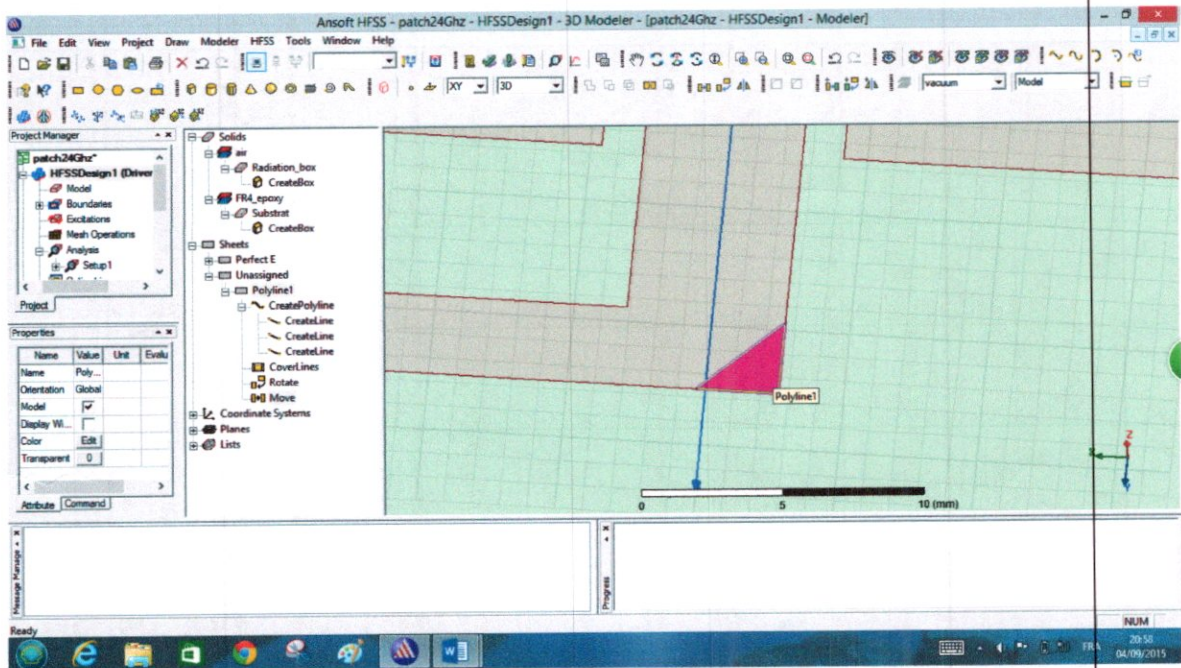 Ansoft HFSS - patch24Ghz - HFSSDesign1 - 3D Modeler - [patch24Ghz - HFSSDesign1 - Modeler]
File Edit View Project Draw Modeler HFSS Tools Window Help
XY 3D vacuum Model
Project Manager
patch24Ghz*
HFSSDesign1 (Driver
Model
Boundaries
Excitations
Mesh Operations
Analysis
Setup1
Project
Properties
Name Value Unit Evalu
Name Poly...
Orientation Global
Model
Display Wi...
Color Edit
Transparent 0
Attribute Command
Solids
air
Radiation_box
CreateBox
FR4_epoxy
Substrat
CreateBox
Sheets
Perfect E
Unassigned
Polyline1
CreatePolyline
CreateLine
CreateLine
CreateLine
CoverLines
Rotate
Move
Coordinate Systems
Planes
Lists
Polyline1
Z
0 5 10 (mm)
Message Manage
Progress
Ready
NUM
FRA
20:58
04/09/2015